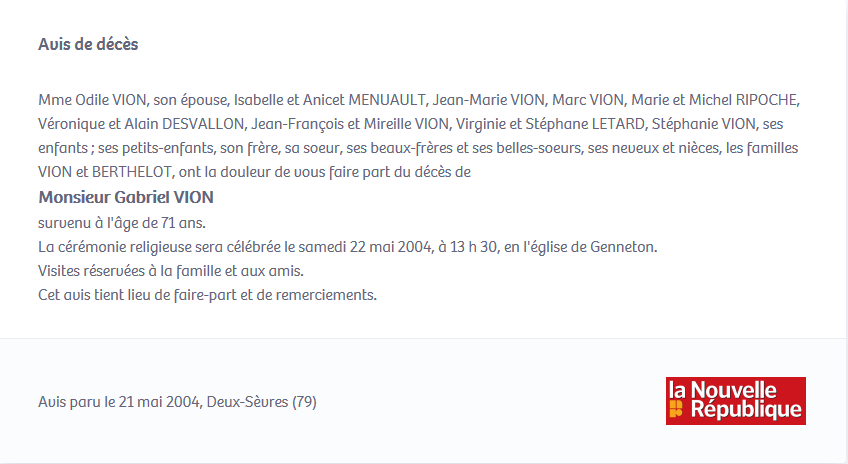 Avis de décès
Mme Odile VION, son épouse, Isabelle et Anicet MENUAULT, Jean-Marie VION, Marc VION, Marie et Michel RIPOCHE,
Véronique et Alain DESVALLON, Jean-François et Mireille VION, Virginie et Stéphane LETARD, Stéphanie VION, ses
enfants ; ses petits-enfants, son frère, sa soeur, ses beaux-frères et ses belles-soeurs, ses neveux et nièces, les familles
VION et BERTHELOT, ont la douleur de vous faire part du décès de
Monsieur Gabriel VION
survenu à l'âge de 71 ans.
La cérémonie religieuse sera célébrée le samedi 22 mai 2004, à 13 h 30, en l'église de Genneton.
Visites réservées à la famille et aux amis.
Cet avis tient lieu de faire-part et de remerciements.
Avis paru le 21 mai 2004, Deux-Sèvres (79)
la Nouvelle
République